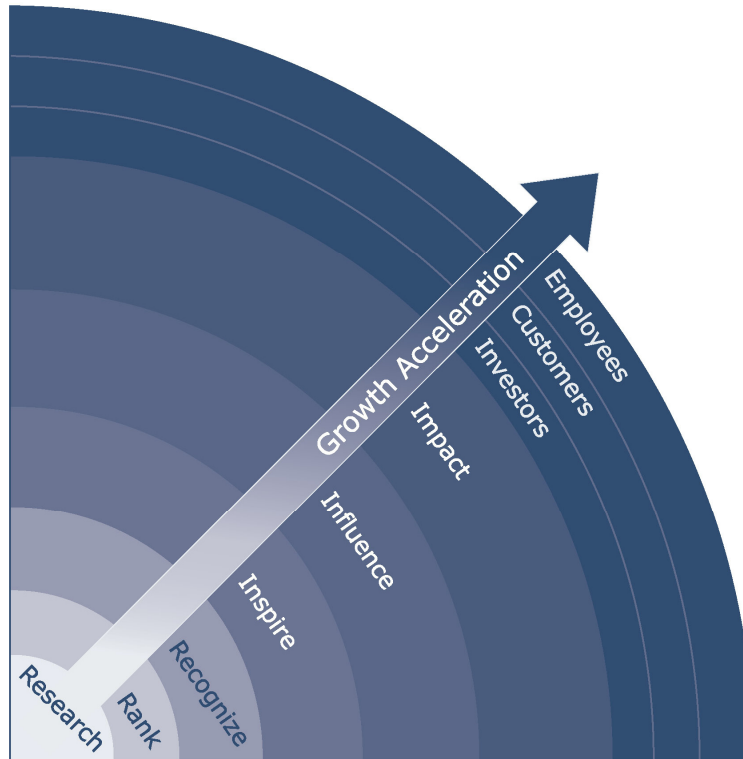 Growth Acceleration
Employees
Customers
Investors
Impact
Influence
Inspire
Recognize
Rank
Research